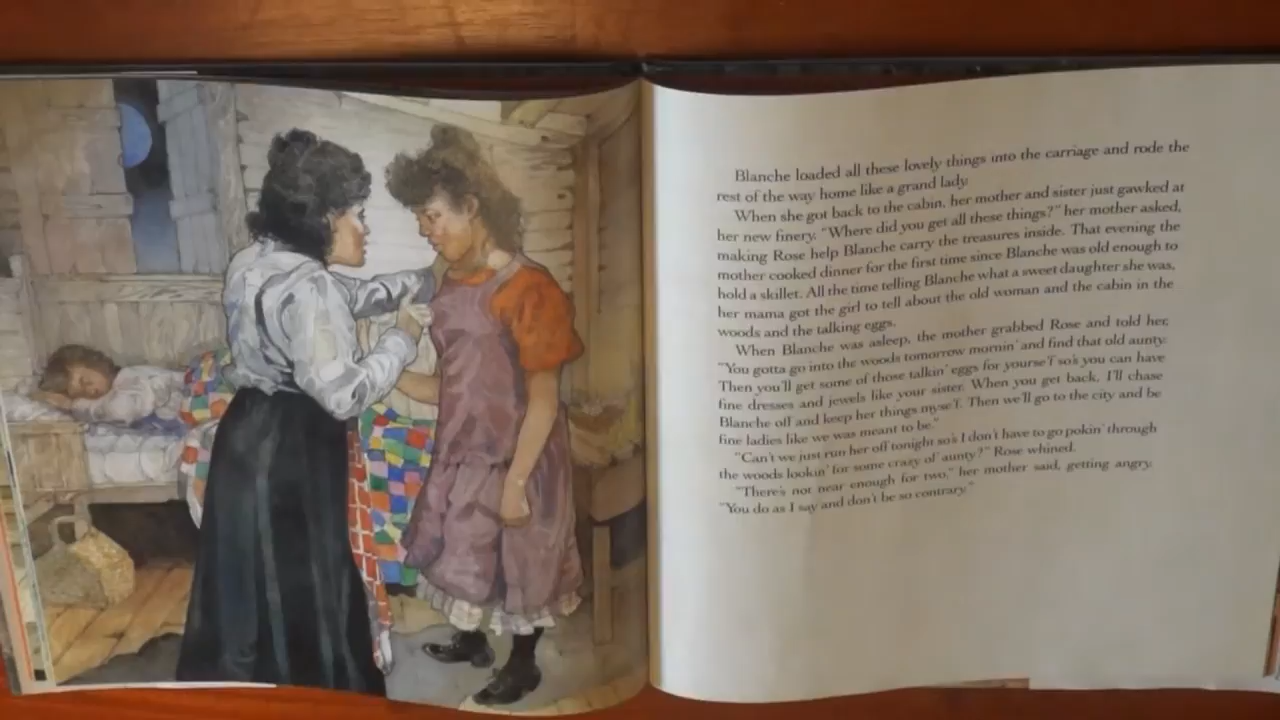 Blanche loaded all these lovely things into the carriage and rode the
rest of the way home like a grand lady.
When she got back to the cabin, her mother and sister just gawked at
her new finery. "Where did you get all these things?" her mother asked,
making Rose help Blanche carry the treasures inside. That evening the
mother cooked dinner for the first time since Blanche was old enough to
hold a skillet. All the time telling Blanche what a sweet daughter she was,
her mama got the girl to tell about the old woman and the cabin in the
woods and the talking eggs.
When Blanche was asleep, the mother grabbed Rose and told her,
"You gotta go into the woods tomorrow mornin' and find that old aunty.
Then you'll get some of those talkin' eggs for yourse'f so's you can have
fine dresses and jewels like your sister. When you get back, I'll chase
Blanche off and keep her things myse'f. Then we'll go to the city and be
fine ladies like we was meant to be."
"Can't we just run her off tonight so's I don't have to go pokin' through
the woods lookin' for some crazy ol' aunty?" Rose whined.
"There's not near enough for two," her mother said, getting angry.
"You do as I say and don't be so contrary."